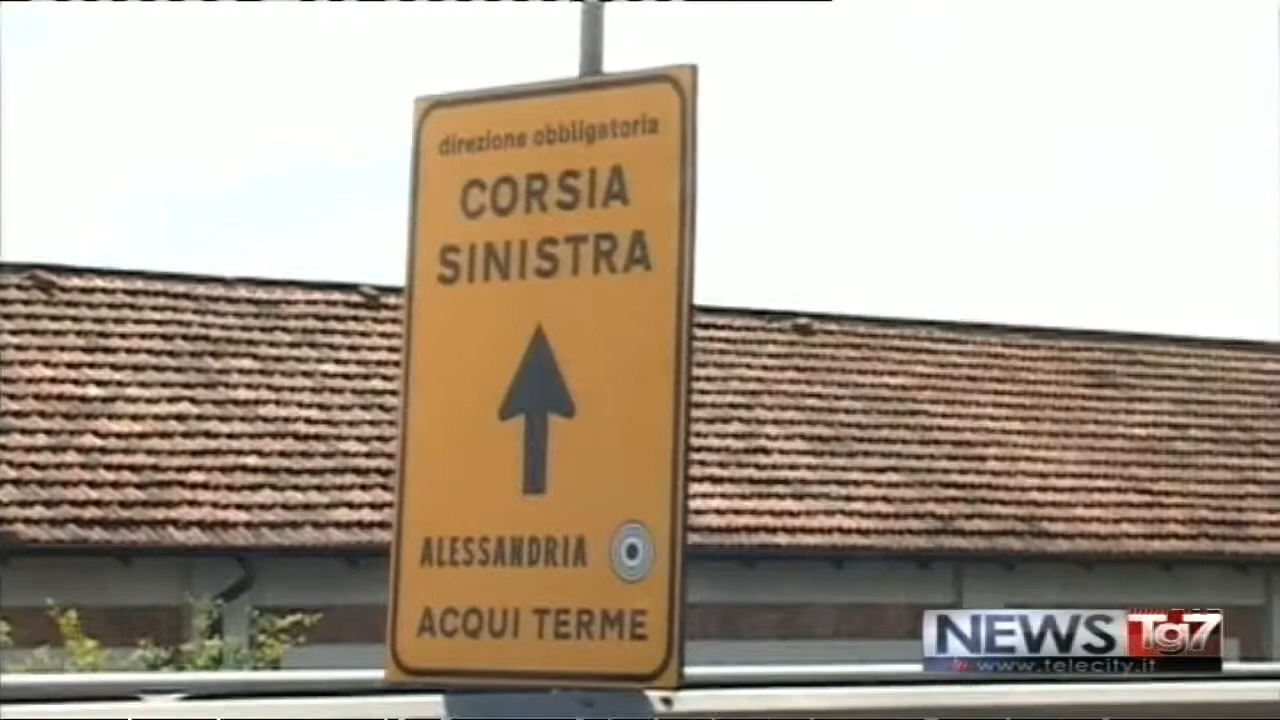 direzione obbligatoria
CORSIA
SINISTRA
ALESSANDRIA
ACQUI TERME
NEWS Tg7
www.telecity.it